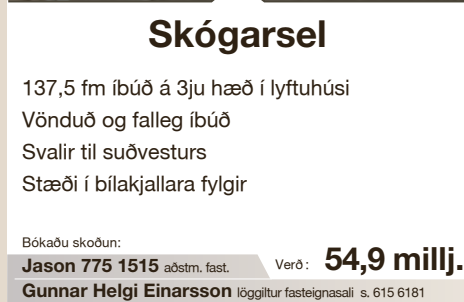 Skógarsel
137,5 fm íbúð á 3ju hæð í lyftuhúsi
Vönduð og falleg íbúð
Svalir til suðvesturs
Stæði í bílakjallara fylgir
Bókaðu skoðun:
Jason 775 1515 aðstm. fast. Verð: 54,9 millj.
Gunnar Helgi Einarsson löggiltur fasteignasali s. 615 6181